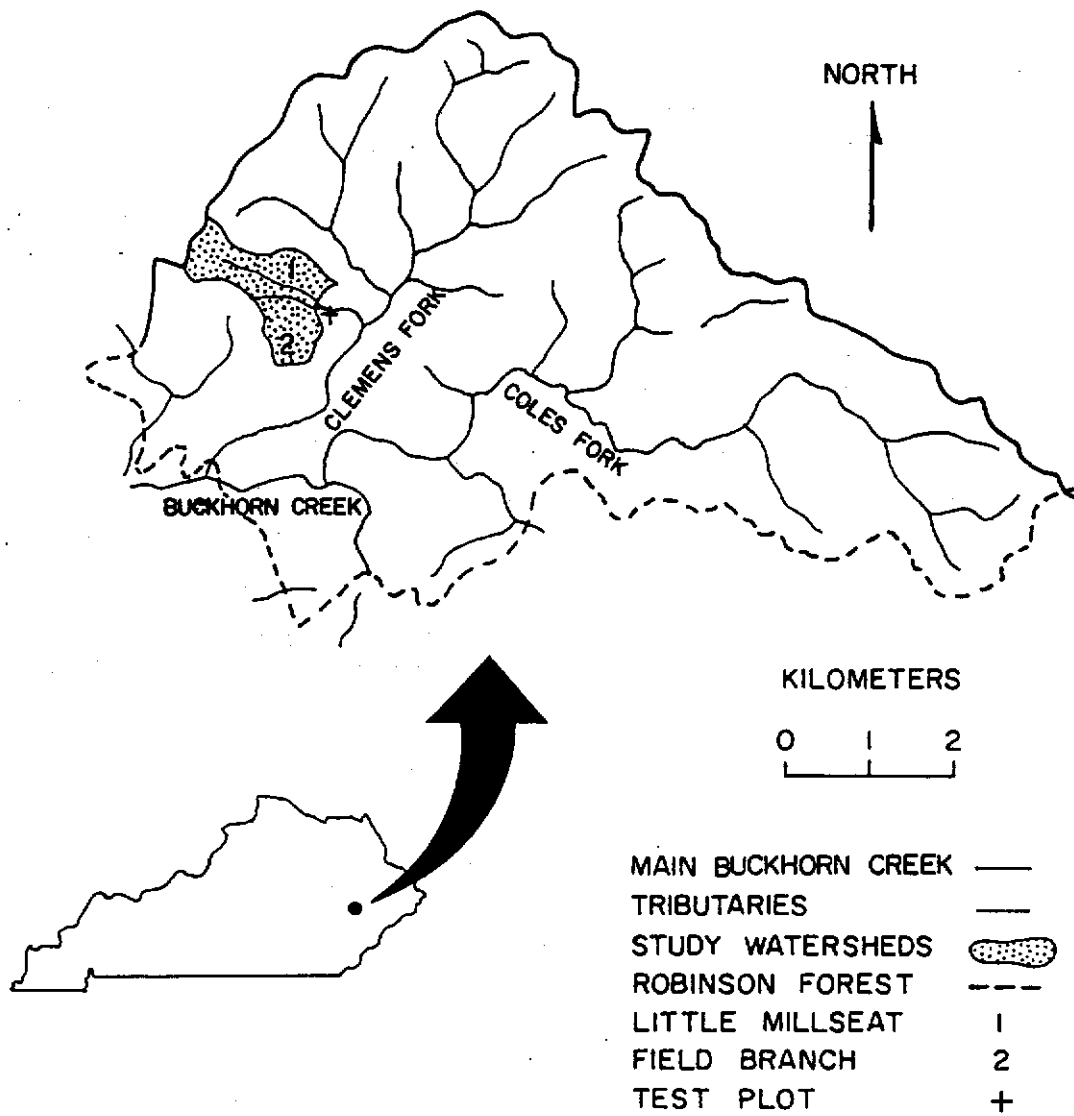 NORTH
1
2
CLEMENS FORK
COLES FORK
BUCKHORN CREEK
KILOMETERS
0 1 2
MAIN BUCKHORN CREEK
TRIBUTARIES
STUDY WATERSHEDS
ROBINSON FOREST
LITTLE MILLSEAT 1
FIELD BRANCH 2
TEST PLOT +